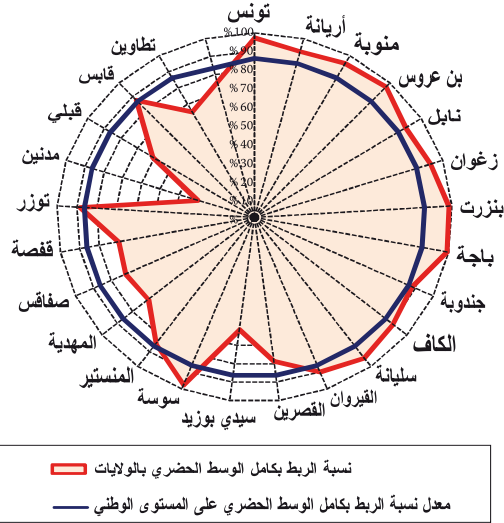 تونس
أريانة
منوبة
بن عروس
نابل
زغوان
بنزرت
باجة
جندوبة
الكاف
سليانة
القيروان
القصرين
سيدي بوزيد
سوسة
المنستير
المهدية
صفاقس
قفصة
توزر
مدنين
قبلي
قابس
تطاوين
%100
%90
%80
%70
%60
%50
%40
%30
%20
%10
%0
نسبة الربط بكامل الوسط الحضري بالولايات
معدل نسبة الربط بكامل الوسط الحضري على المستوى الوطني